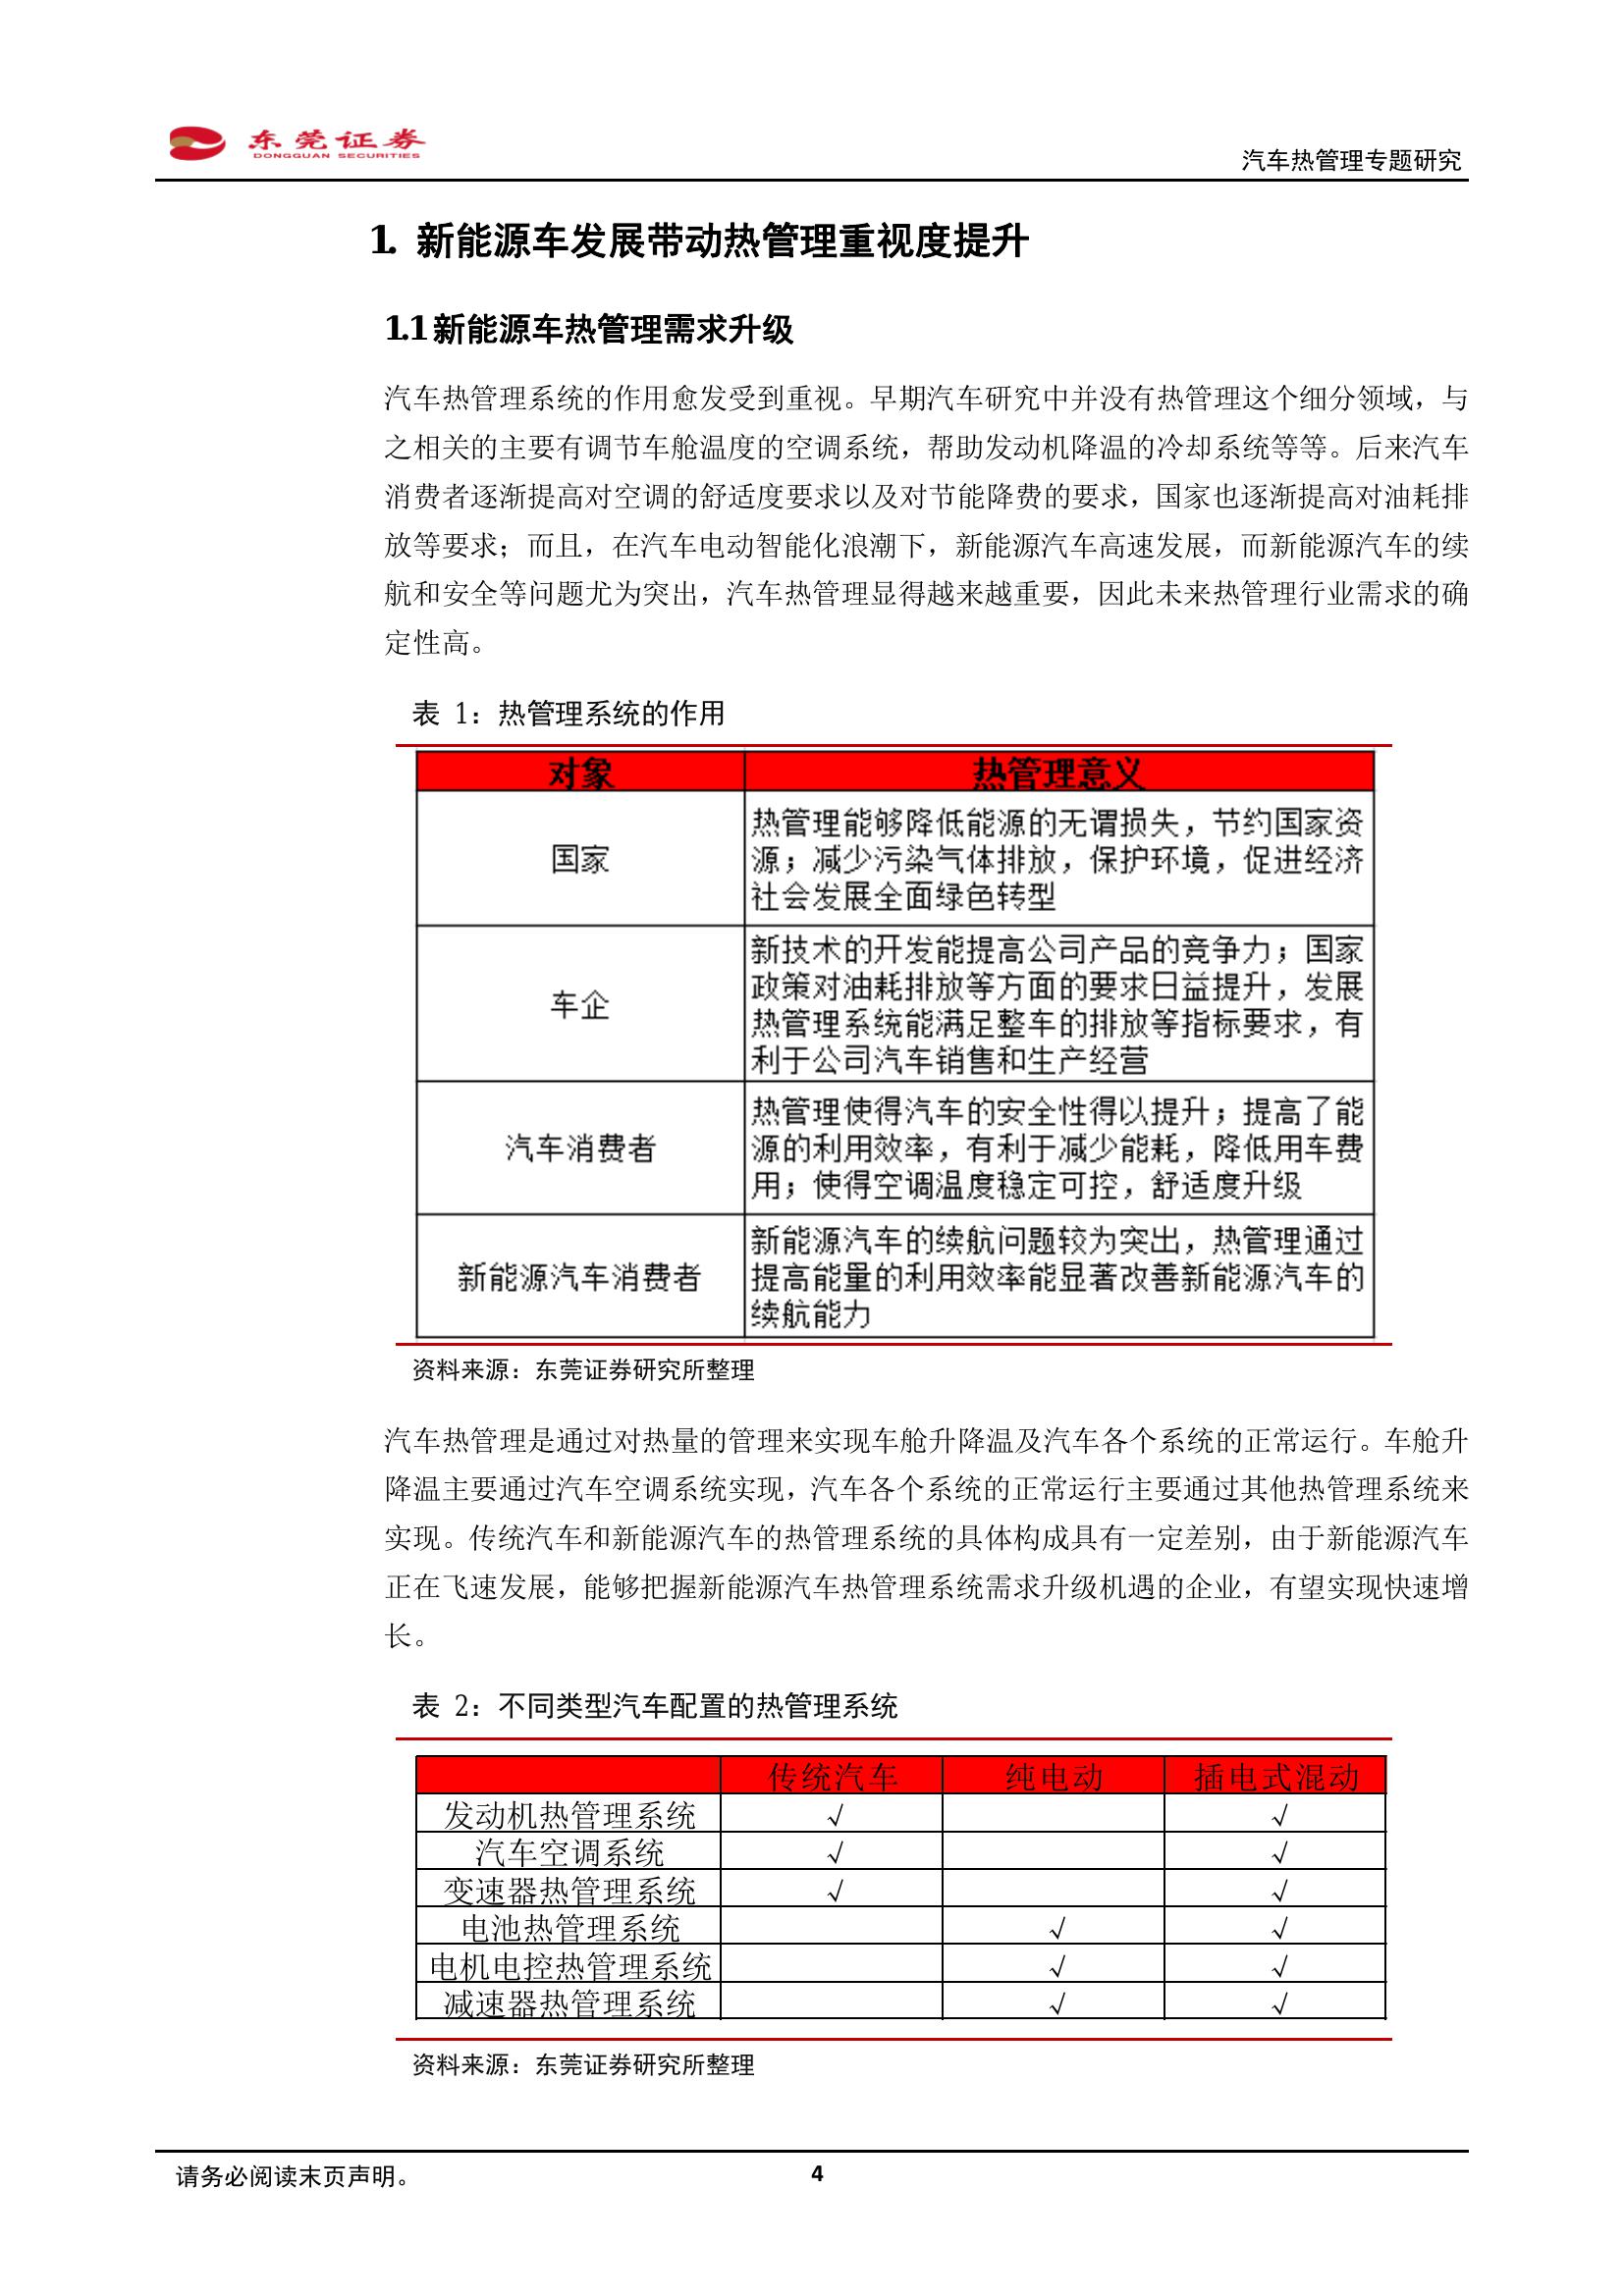 东莞证券
DONGGUAN SECURITIES
汽车热管理专题研究
1. 新能源车发展带动热管理重视度提升
1.1新能源车热管理需求升级
汽车热管理系统的作用愈发受到重视。早期汽车研究中并没有热管理这个细分领域，与
之相关的主要有调节车舱温度的空调系统，帮助发动机降温的冷却系统等等。后来汽车
消费者逐渐提高对空调的舒适度要求以及对节能降费的要求，国家也逐渐提高对油耗排
放等要求；而且，在汽车电动智能化浪潮下，新能源汽车高速发展，而新能源汽车的续
航和安全等问题尤为突出，汽车热管理显得越来越重要，因此未来热管理行业需求的确
定性高。
表 1：热管理系统的作用
对象 热管理意义
国家
热管理能够降低能源的无谓损失，节约国家资
源；减少污染气体排放，保护环境，促进经济
社会发展全面绿色转型
车企
新技术的开发能提高公司产品的竞争力；国家
政策对油耗排放等方面的要求日益提升，发展
热管理系统能满足整车的排放等指标要求，有
利于公司汽车销售和生产经营
汽车消费者
热管理使得汽车的安全性得以提升；提高了能
源的利用效率，有利于减少能耗，降低用车费
用；使得空调温度稳定可控，舒适度升级
新能源汽车消费者
新能源汽车的续航问题较为突出，热管理通过
提高能量的利用效率能显著改善新能源汽车的
续航能力
资料来源：东莞证券研究所整理
汽车热管理是通过对热量的管理来实现车舱升降温及汽车各个系统的正常运行。车舱升
降温主要通过汽车空调系统实现，汽车各个系统的正常运行主要通过其他热管理系统来
实现。传统汽车和新能源汽车的热管理系统的具体构成具有一定差别，由于新能源汽车
正在飞速发展，能够把握新能源汽车热管理系统需求升级机遇的企业，有望实现快速增
长。
表 2：不同类型汽车配置的热管理系统
传统汽车 纯电动 插电式混动
发动机热管理系统 √ √
汽车空调系统 √ √
变速器热管理系统 √ √
电池热管理系统 √ √
电机电控热管理系统 √ √
减速器热管理系统 √ √
资料来源：东莞证券研究所整理
请务必阅读末页声明。 4